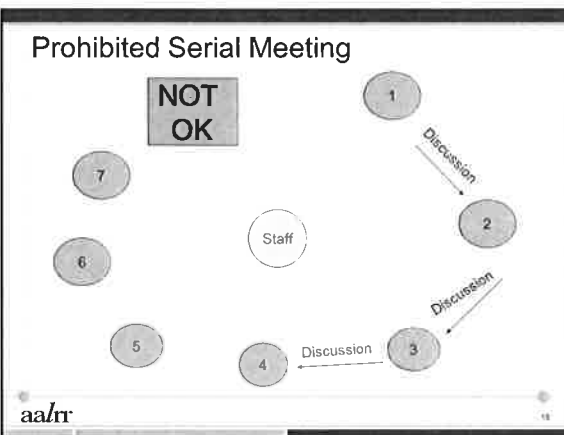 Prohibited Serial Meeting
NOT
OK
1
Discussion
2
Discussion
3
Discussion
4
5
6
7
Staff
aalrr